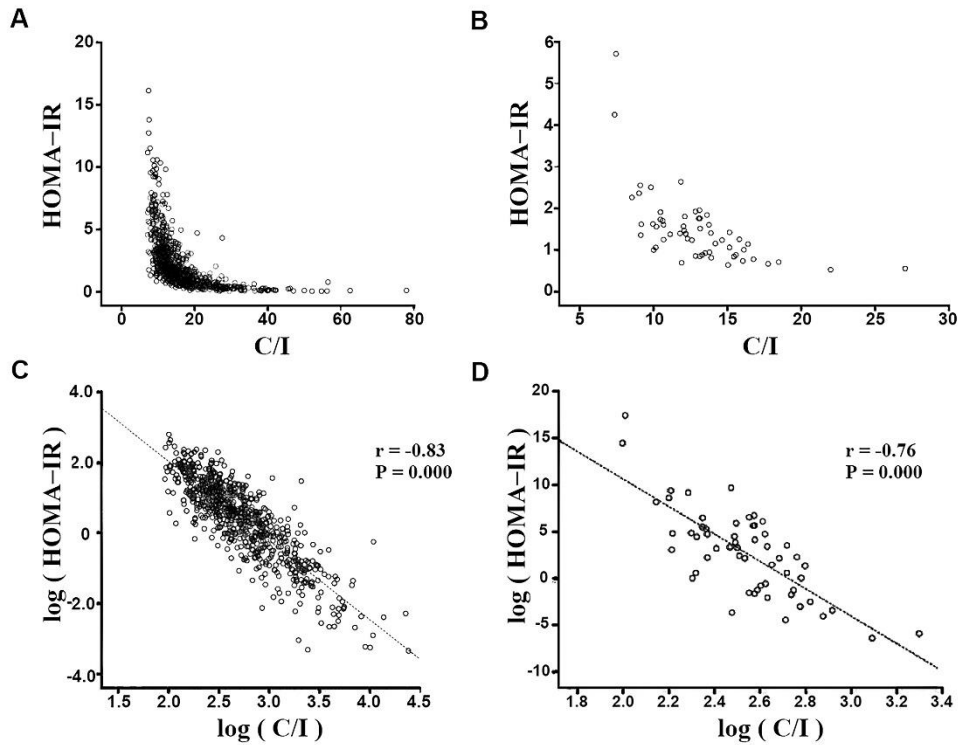 A
20
15
10
5
0
HOMA–IR
0 20 40 60 80
C/I
B
6
5
4
3
2
1
0
HOMA–IR
5 10 15 20 25 30
C/I
C
4.0
2.0
0
-2.0
-4.0
log ( HOMA–IR )
r = -0.83
P = 0.000
1.5 2.0 2.5 3.0 3.5 4.0 4.5
log ( C/I )
D
20
15
10
5
0
-5
-10
log ( HOMA–IR )
r = -0.76
P = 0.000
1.8 2.0 2.2 2.4 2.6 2.8 3.0 3.2 3.4
log ( C/I )